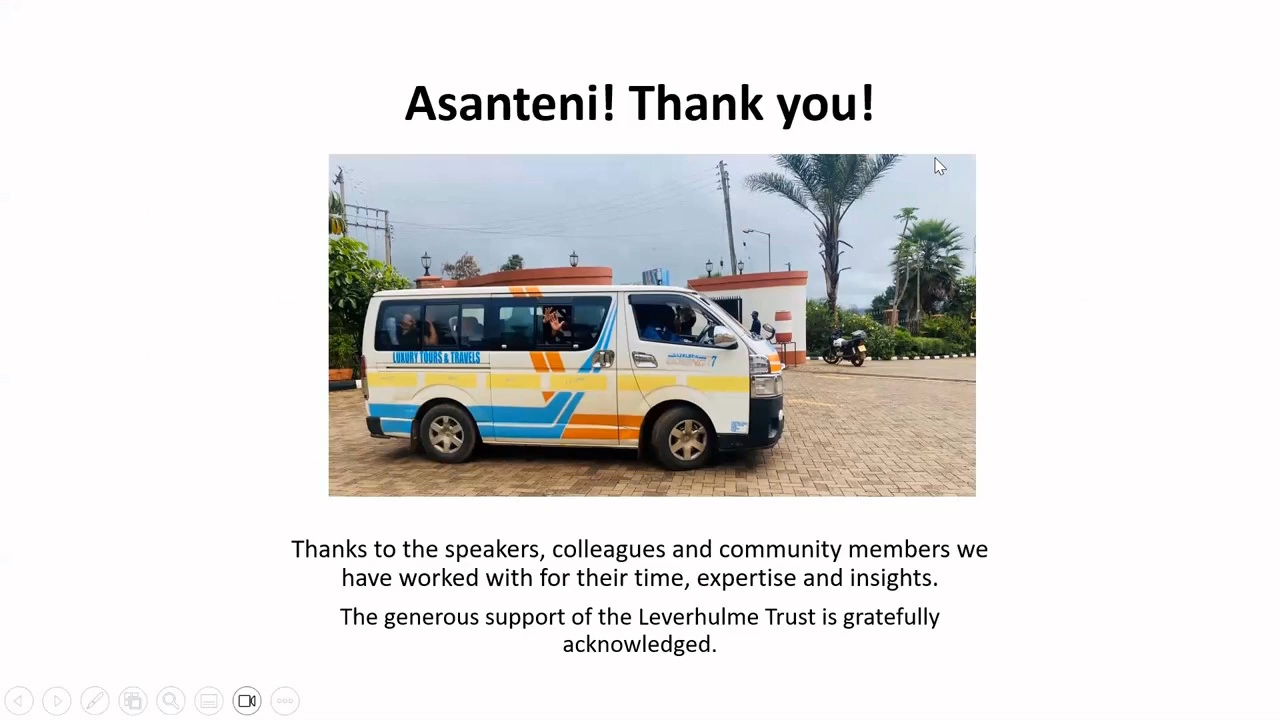 Asanteni! Thank you!
LUXURY TOURS & TRAVELS
Thanks to the speakers, colleagues and community members we
have worked with for their time, expertise and insights.
The generous support of the Leverhulme Trust is gratefully
acknowledged.